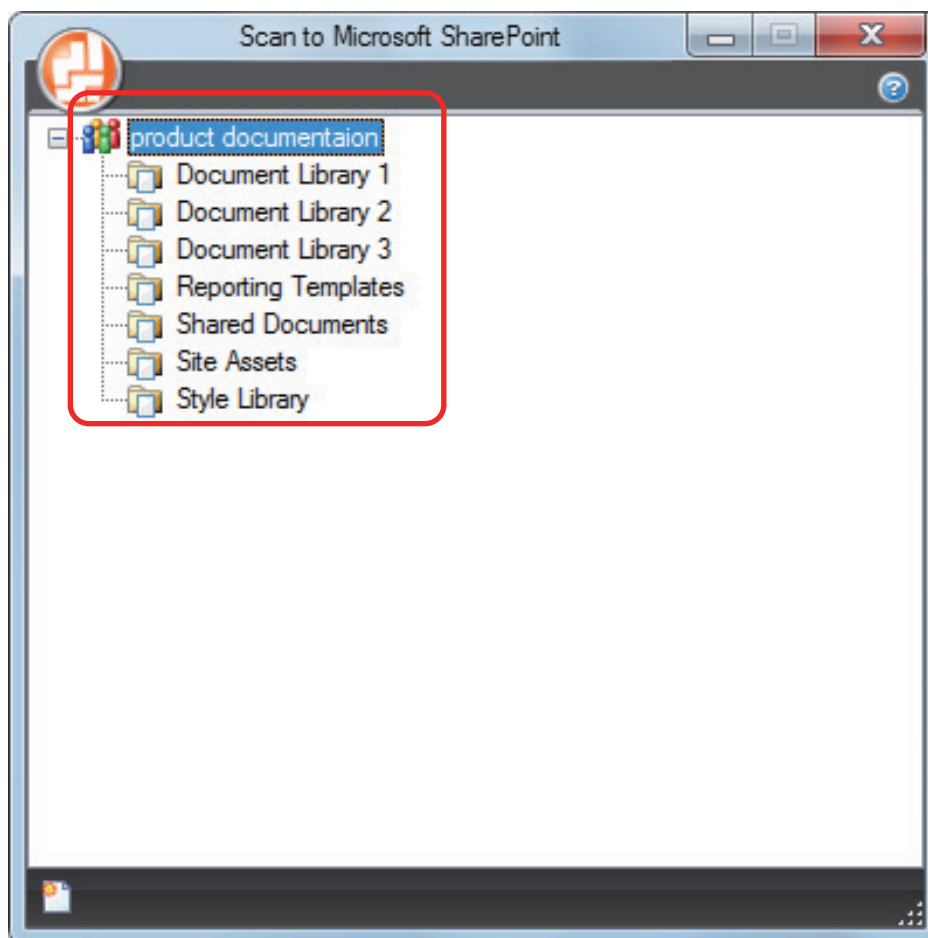 Scan to Microsoft SharePoint
product documentaion
Document Library 1
Document Library 2
Document Library 3
Reporting Templates
Shared Documents
Site Assets
Style Library